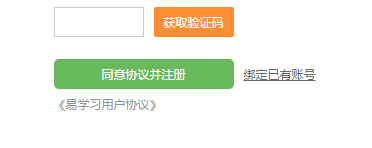 获取验证码
同意协议并注册 绑定已有账号
《易学习用户协议》